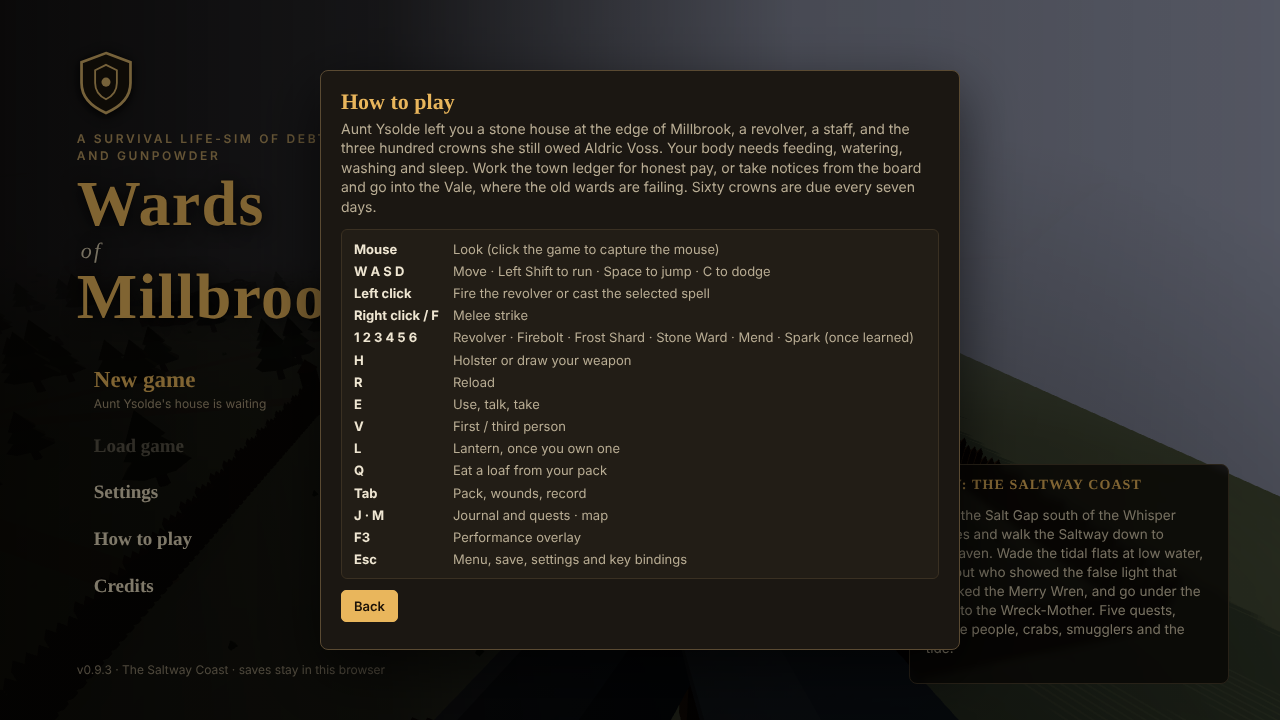 A SURVIVAL LIFE-SIM OF DEBT
AND GUNPOWDER
Wards
of
Millbroo
New game
Aunt Ysolde's house is waiting
Load game
Settings
How to play
Credits
v0.9.3 · The Saltway Coast · saves stay in this browser
How to play
Aunt Ysolde left you a stone house at the edge of Millbrook, a revolver, a staff, and the
three hundred crowns she still owed Aldric Voss. Your body needs feeding, watering,
washing and sleep. Work the town ledger for honest pay, or take notices from the board
and go into the Vale, where the old wards are failing. Sixty crowns are due every seven
days.
Mouse Look (click the game to capture the mouse)
W A S D Move · Left Shift to run · Space to jump · C to dodge
Left click Fire the revolver or cast the selected spell
Right click / F Melee strike
1 2 3 4 5 6 Revolver · Firebolt · Frost Shard · Stone Ward · Mend · Spark (once learned)
H Holster or draw your weapon
R Reload
E Use, talk, take
V First / third person
L Lantern, once you own one
Q Eat a loaf from your pack
Tab Pack, wounds, record
J · M Journal and quests · map
F3 Performance overlay
Esc Menu, save, settings and key bindings
Back
: THE SALTWAY COAST
the Salt Gap south of the Whisper
es and walk the Saltway down to
aven. Wade the tidal flats at low water,
out who showed the false light that
ked the Merry Wren, and go under the
to the Wreck-Mother. Five quests,
e people, crabs, smugglers and the
tide.